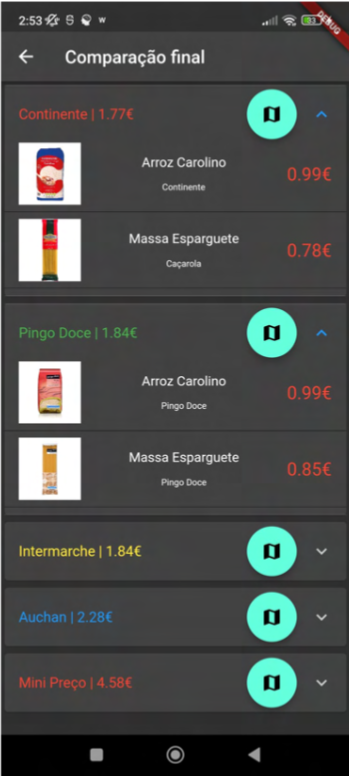 2:53
DEBUG
Comparação final
Continente | 1.77€
Arroz Carolino
Continente
0.99€
Massa Esparguete
Caçarola
0.78€
Pingo Doce | 1.84€
Arroz Carolino
Pingo Doce
0.99€
Massa Esparguete
Pingo Doce
0.85€
Intermarche | 1.84€
Auchan | 2.28€
Mini Preço | 4.58€